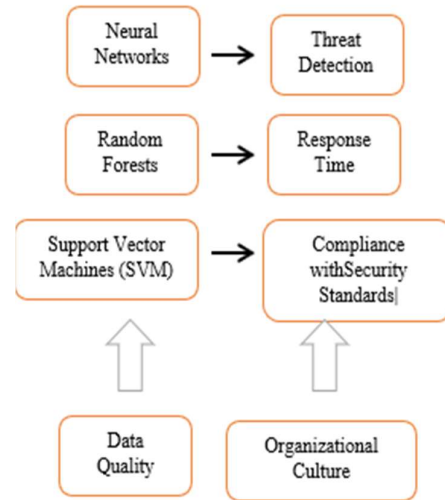 Neural
Networks
Threat
Detection
Random
Forests
Response
Time
Support Vector
Machines (SVM)
Compliance
withSecurity
Standards|
Data
Quality
Organizational
Culture